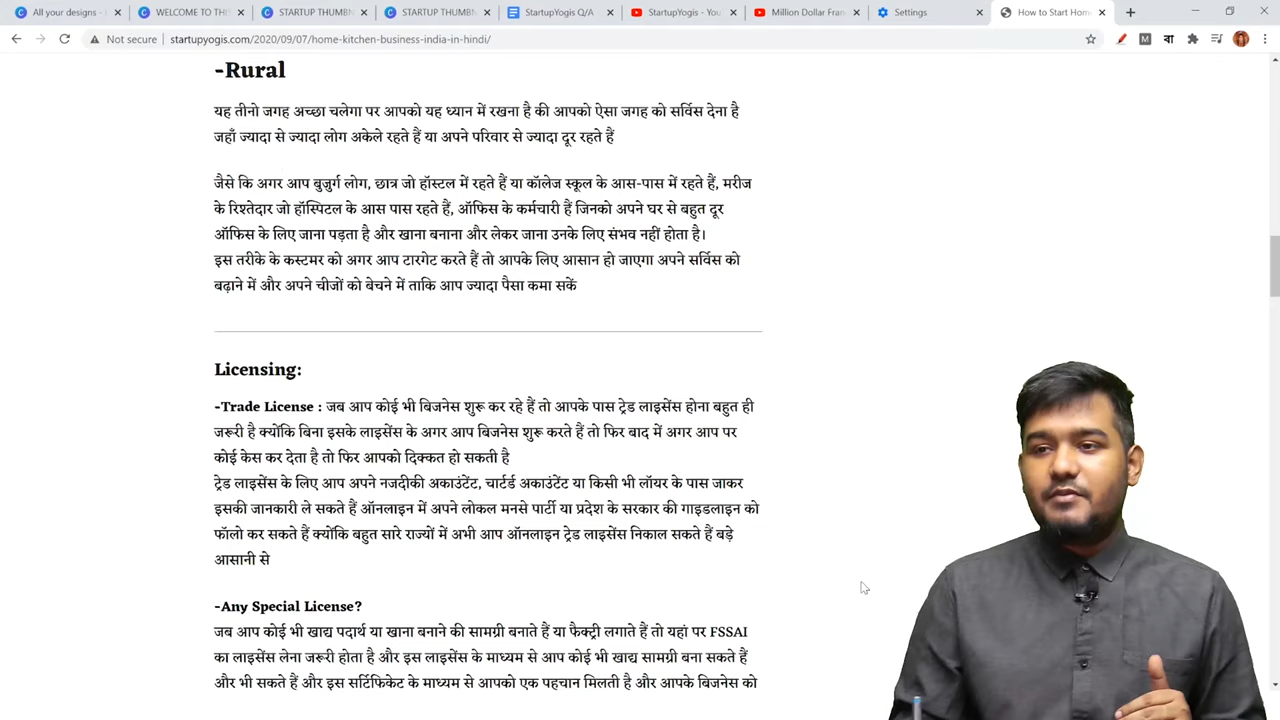 All your designs -
WELCOME TO THIS
STARTUP THUMBN
STARTUP THUMBN
StartupYogis Q/A
StartupYogis - You
Million Dollar Fran
Settings
How to Start Hom
Not secure
startupyogis.com/2020/09/07/home-kitchen-business-india-in-hindi/
-Rural
यह तीनो जगह अच्छा चलेगा पर आपको यह ध्यान में रखना है की आपको ऐसा जगह को सर्विस देना है
जहाँ ज्यादा से ज्यादा लोग अकेले रहते हैं या अपने परिवार से ज्यादा दूर रहते हैं
जैसे कि अगर आप बुजुर्ग लोग, छात्र जो हॉस्टल में रहते हैं या कॉलेज स्कूल के आस-पास में रहते हैं, मरीज
के रिश्तेदार जो हॉस्पिटल के आस पास रहते हैं, ऑफिस के कर्मचारी हैं जिनको अपने घर से बहुत दूर
ऑफिस के लिए जाना पड़ता है और खाना बनाना और लेकर जाना उनके लिए संभव नहीं होता है।
इस तरीके के कस्टमर को अगर आप टारगेट करते हैं तो आपके लिए आसान हो जाएगा अपने सर्विस को
बढ़ाने में और अपने चीजों को बेचने में ताकि आप ज्यादा पैसा कमा सकें
Licensing:
-Trade License : जब आप कोई भी बिजनेस शुरू कर रहे हैं तो आपके पास ट्रेड लाइसेंस होना बहुत ही
जरूरी है क्योंकि बिना इसके लाइसेंस के अगर आप बिजनेस शुरू करते हैं तो फिर बाद में अगर आप पर
कोई केस कर देता है तो फिर आपको दिक्कत हो सकती है
ट्रेड लाइसेंस के लिए आप अपने नजदीकी अकाउंटेंट, चार्टर्ड अकाउंटेंट या किसी भी लॉयर के पास जाकर
इसकी जानकारी ले सकते हैं ऑनलाइन में अपने लोकल मनसे पार्टी या प्रदेश के सरकार की गाइडलाइन को
फॉलो कर सकते हैं क्योंकि बहुत सारे राज्यों में अभी आप ऑनलाइन ट्रेड लाइसेंस निकाल सकते हैं बड़े
आसानी से
-Any Special License?
जब आप कोई भी खाद्य पदार्थ या खाना बनाने की सामग्री बनाते हैं या फैक्ट्री लगाते हैं तो यहां पर FSSAI
का लाइसेंस लेना जरूरी होता है और इस लाइसेंस के माध्यम से आप कोई भी खाद्य सामग्री बना सकते हैं
और भी सकते हैं और इस सर्टिफिकेट के माध्यम से आपको एक पहचान मिलती है और आपके बिजनेस को